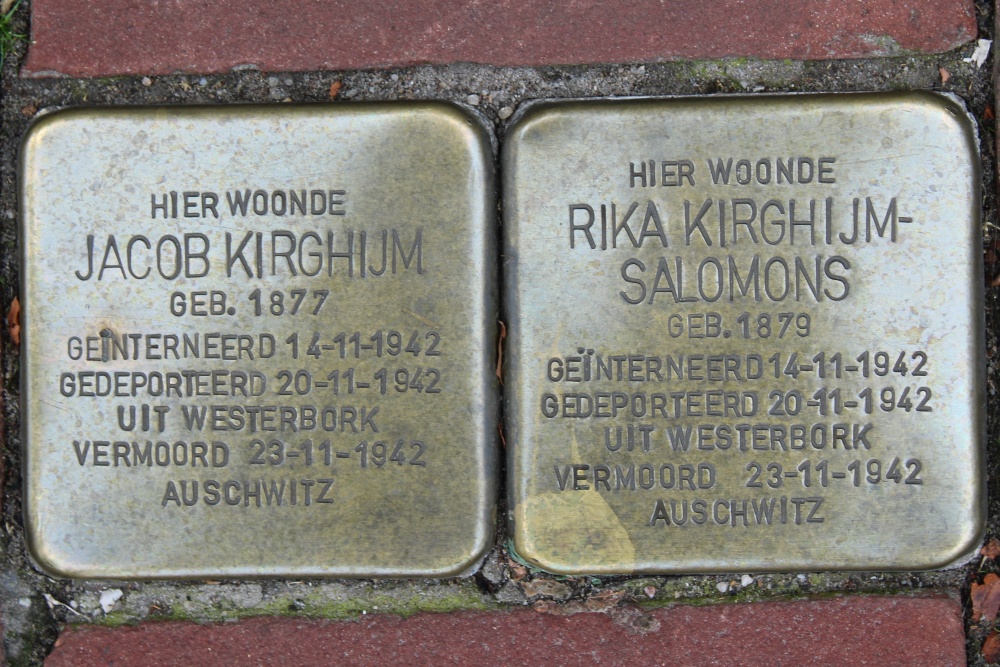 HIER WOONDE
JACOB KIRGHIJM
GEB. 1877
GEÏNTERNEERD 14-11-1942
GEDEPORTEERD 20-11-1942
UIT WESTERBORK
VERMOORD 23-11-1942
AUSCHWITZ
HIER WOONDE
RIKA KIRGHIJM-
SALOMONS
GEB. 1879
GEÏNTERNEERD 14-11-1942
GEDEPORTEERD 20-11-1942
UIT WESTERBORK
VERMOORD 23-11-1942
AUSCHWITZ